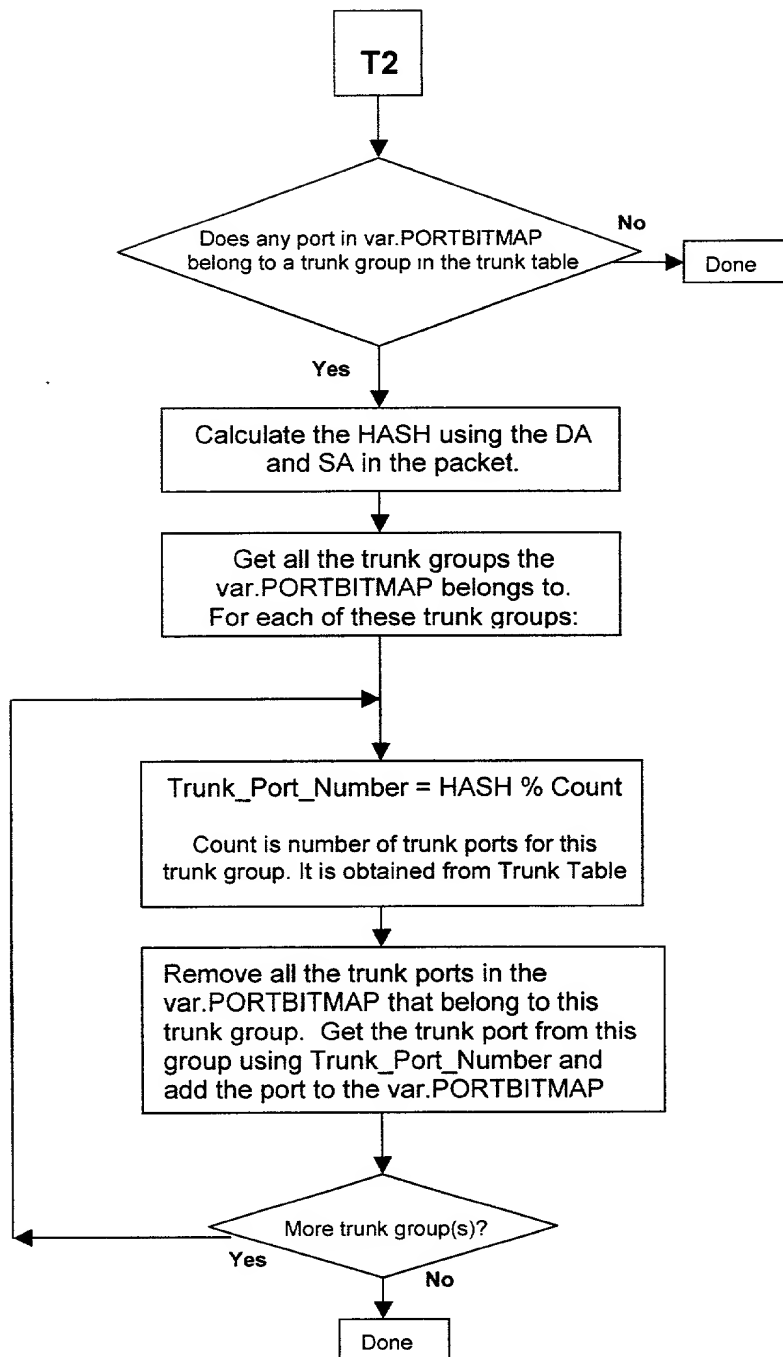 T2
Does any port in var.PORTBITMAP
belong to a trunk group in the trunk table
No
Done
Yes
Calculate the HASH using the DA
and SA in the packet.
Get all the trunk groups the
var.PORTBITMAP belongs to.
For each of these trunk groups:
Trunk_Port_Number = HASH % Count
Count is number of trunk ports for this
trunk group. It is obtained from Trunk Table
Remove all the trunk ports in the
var.PORTBITMAP that belong to this
trunk group. Get the trunk port from this
group using Trunk_Port_Number and
add the port to the var.PORTBITMAP
More trunk group(s)?
Yes
No
Done